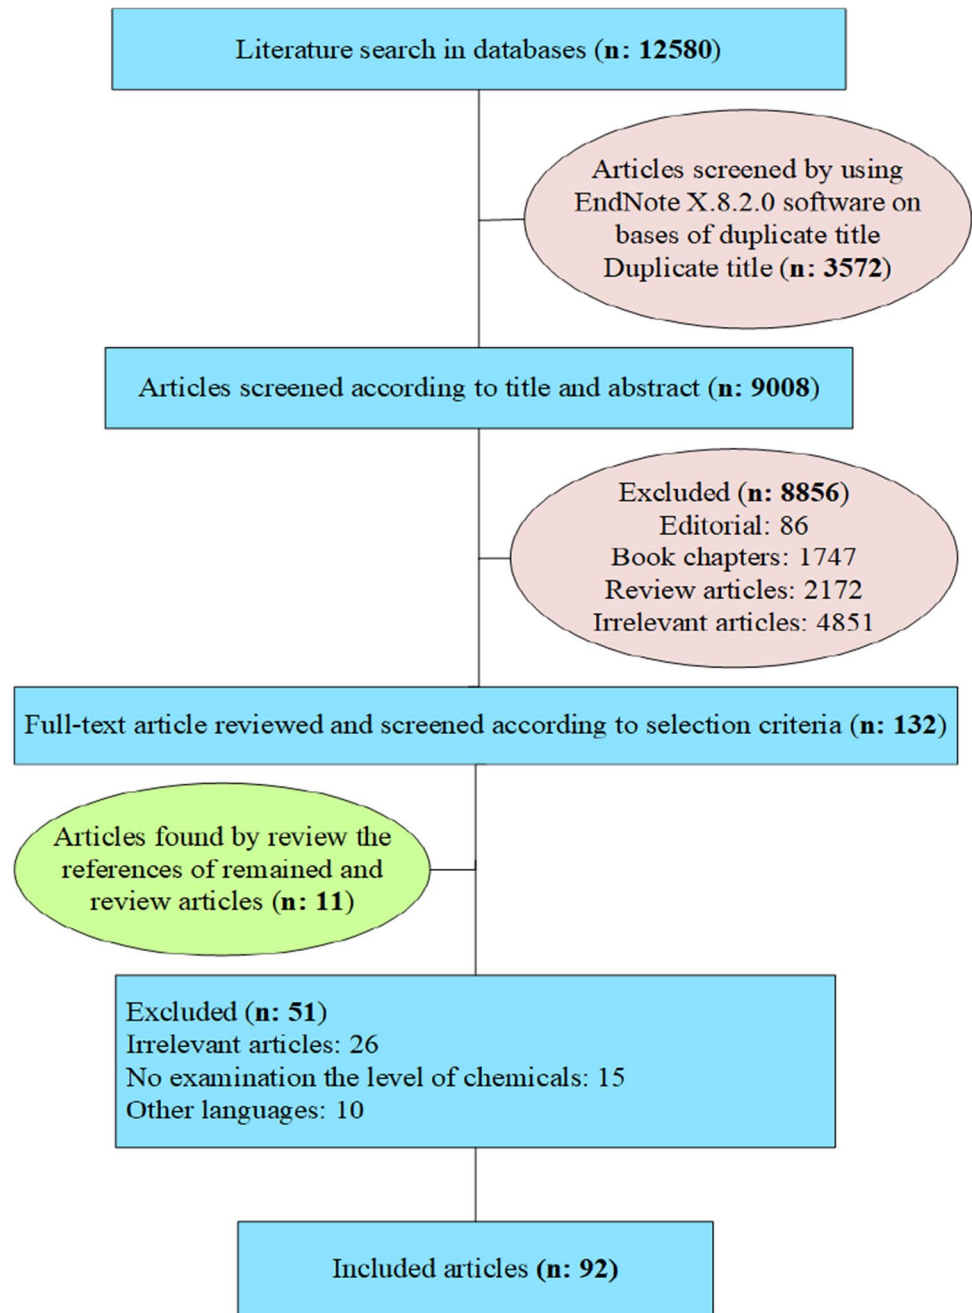 Literature search in databases (n: 12580)
Articles screened by using
EndNote X.8.2.0 software on
bases of duplicate title
Duplicate title (n: 3572)
Articles screened according to title and abstract (n: 9008)
Excluded (n: 8856)
Editorial: 86
Book chapters: 1747
Review articles: 2172
Irrelevant articles: 4851
Full-text article reviewed and screened according to selection criteria (n: 132)
Articles found by review the
references of remained and
review articles (n: 11)
Excluded (n: 51)
Irrelevant articles: 26
No examination the level of chemicals: 15
Other languages: 10
Included articles (n: 92)